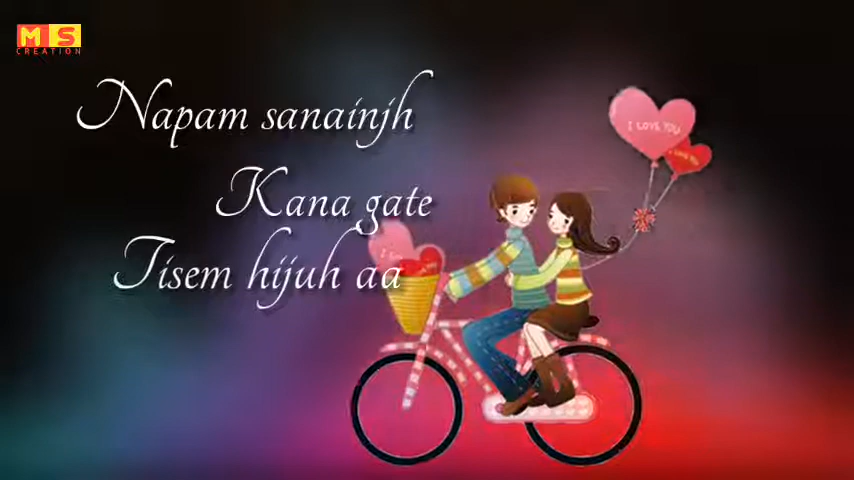 MS
CREATION
Napam sanainjh
Kana gate
Tisem hijuh aa
I LOVE YOU